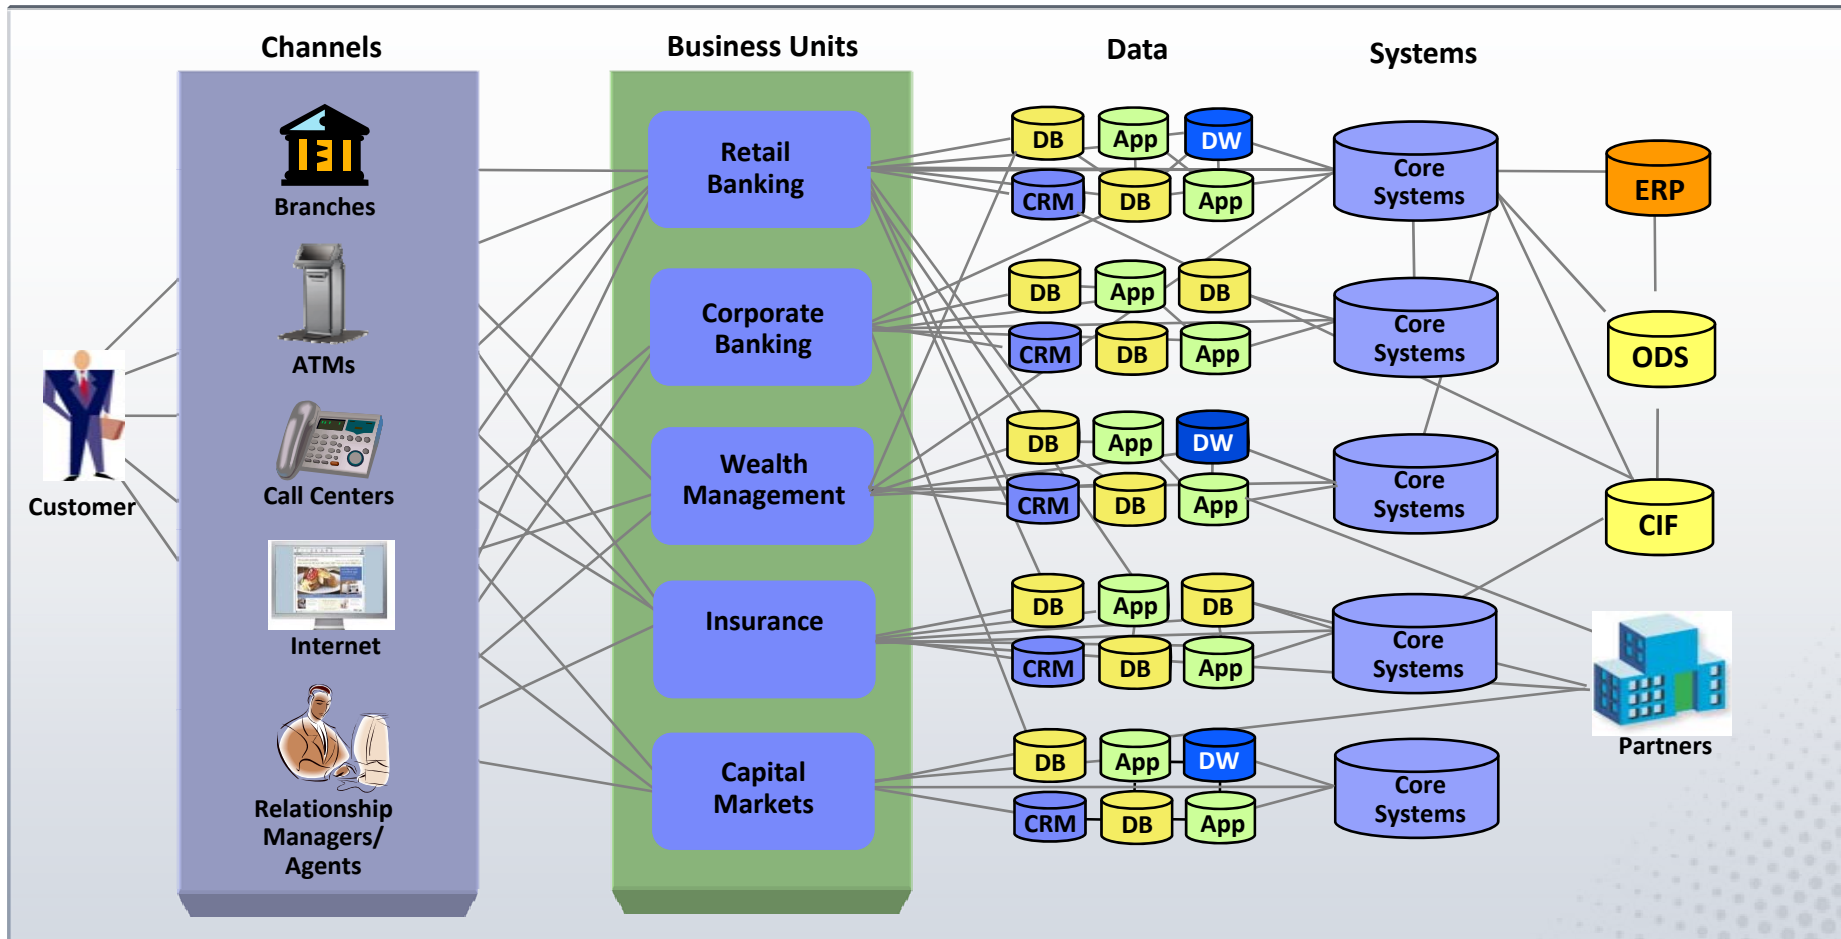 Channels
Business Units
Data
Systems
Customer
Branches
ATMs
Call Centers
Internet
Relationship
Managers/
Agents
Retail
Banking
Corporate
Banking
Wealth
Management
Insurance
Capital
Markets
DB
App
DW
CRM
DB
App
DB
App
DB
CRM
DB
App
DB
App
DW
CRM
DB
App
DB
App
DB
CRM
DB
App
DB
App
DW
CRM
DB
App
Core
Systems
Core
Systems
Core
Systems
Core
Systems
Core
Systems
ERP
ODS
CIF
Partners